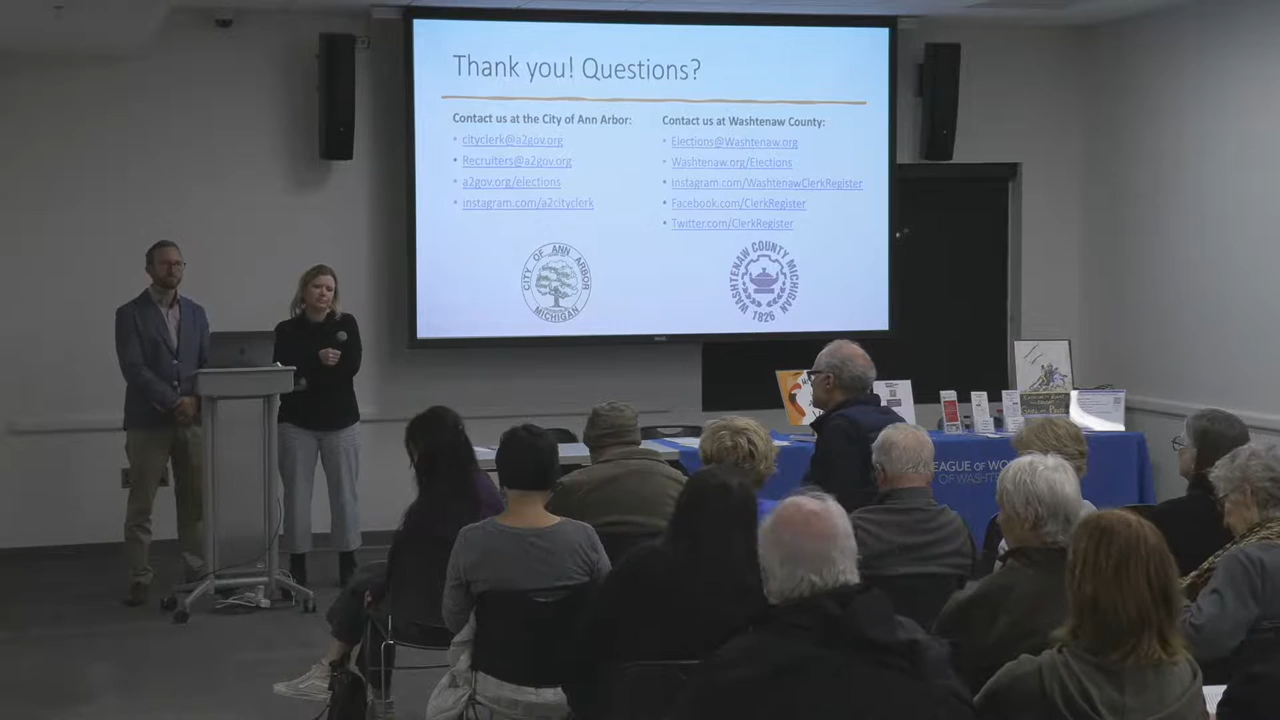 Thank you! Questions?
Contact us at the City of Ann Arbor:
• cityclerk@a2gov.org
• Recruiters@a2gov.org
• a2gov.org/elections
• instagram.com/a2cityclerk
Contact us at Washtenaw County:
• Elections@Washtenaw.org
• Washtenaw.org/Elections
• Instagram.com/WashtenawClerkRegister
• Facebook.com/ClerkRegister
• Twitter.com/ClerkRegister
CITY OF ANN ARBOR
MICHIGAN
WASHTENAW COUNTY MICHIGAN
1826
EAGUE OF WO
OF WASHTE